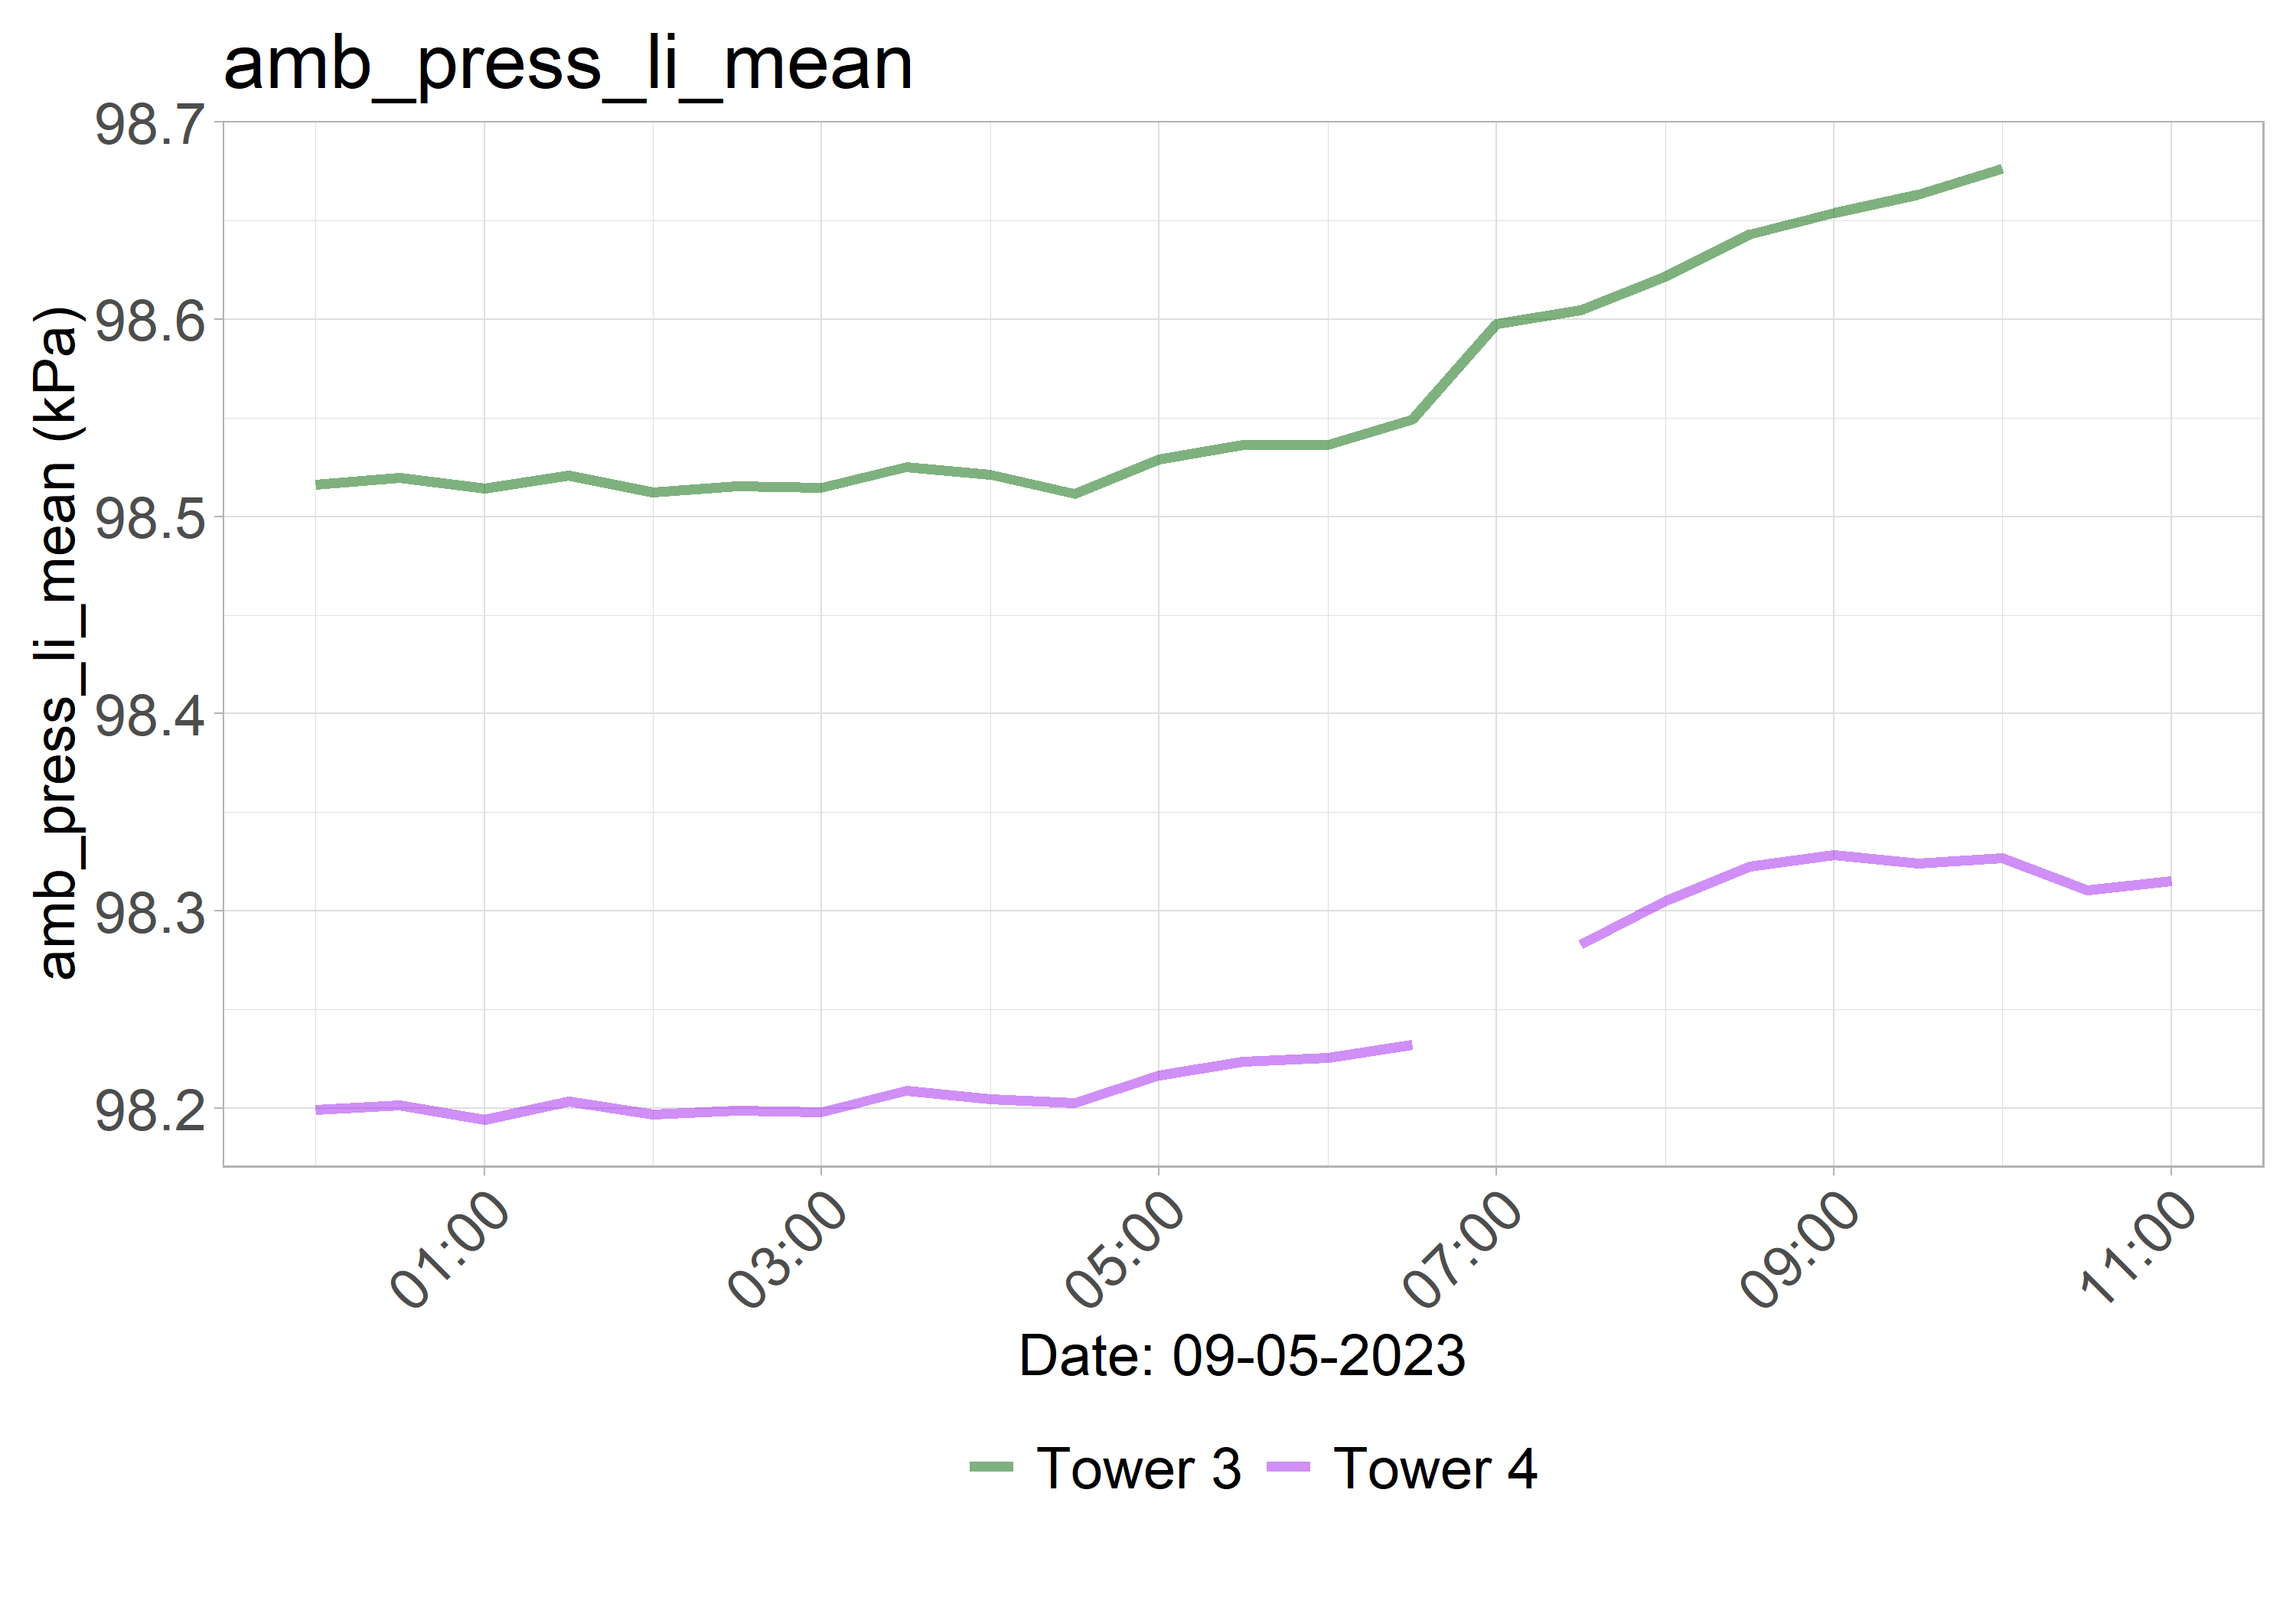 amb_press_li_mean
amb_press_li_mean (kPa)
98.7
98.6
98.5
98.4
98.3
98.2
01:00 03:00 05:00 07:00 09:00 11:00
Date: 09-05-2023
Tower 3 Tower 4